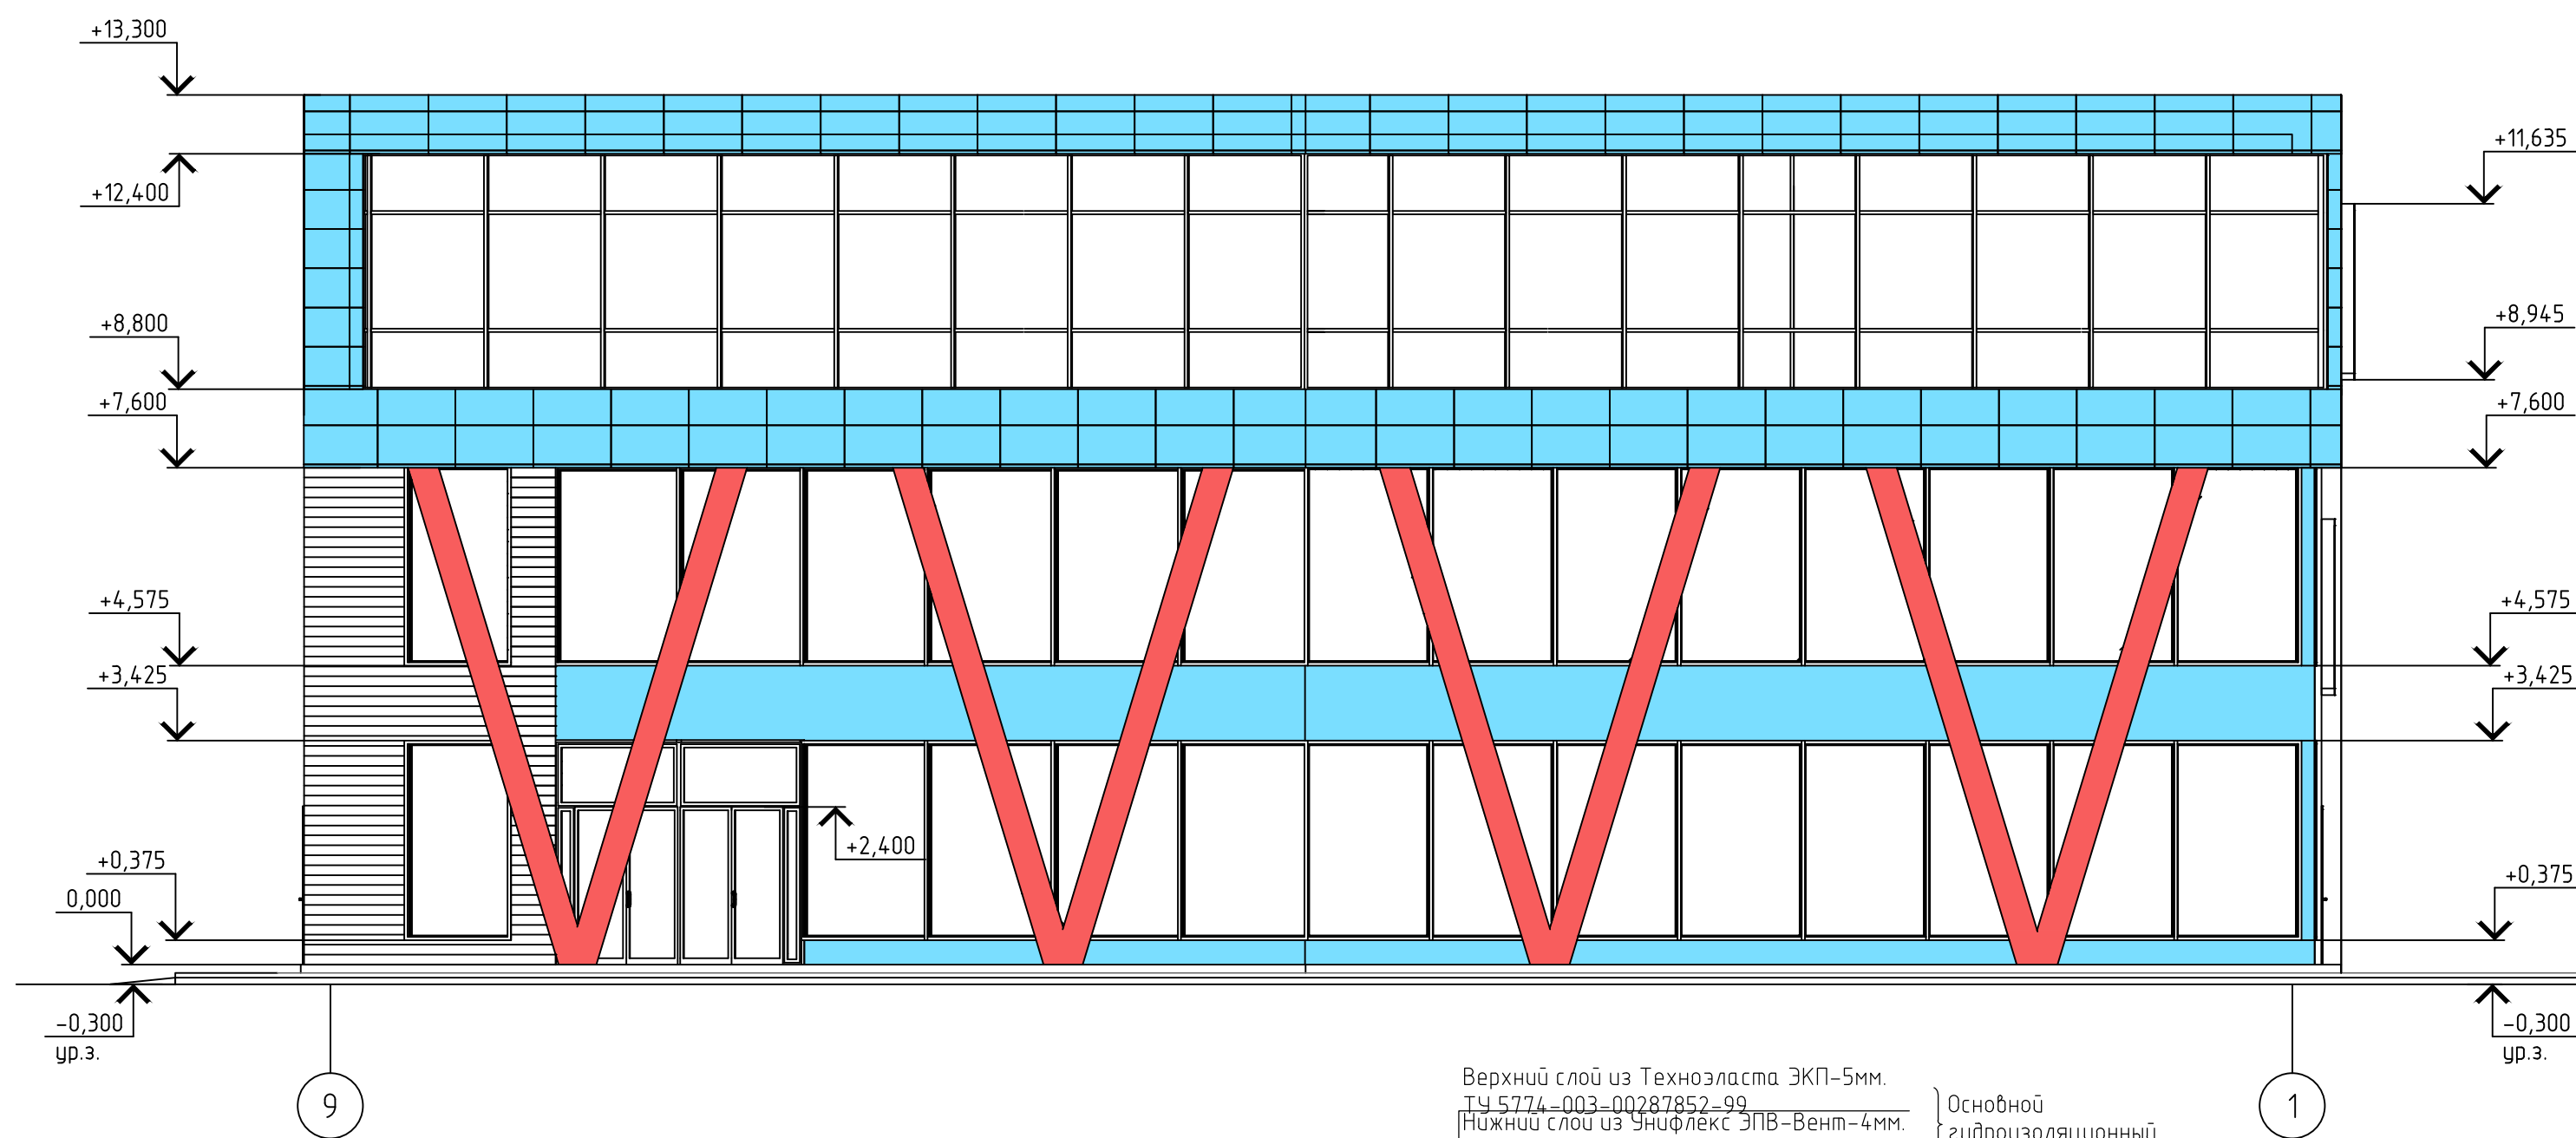 +13,300
+12,400
+8,800
+7,600
+4,575
+3,425
+0,375
0,000
-0,300
ур.з.
+2,400
+11,635
+8,945
+7,600
+4,575
+3,425
+0,375
-0,300
ур.з.
9
1
Верхний слой из Техноэласта ЭКП-5мм.
ТУ 5774-003-00287852-99
Нижний слой из Унифлекс ЭПВ-Вент-4мм.
Основной
гидроизоляционный